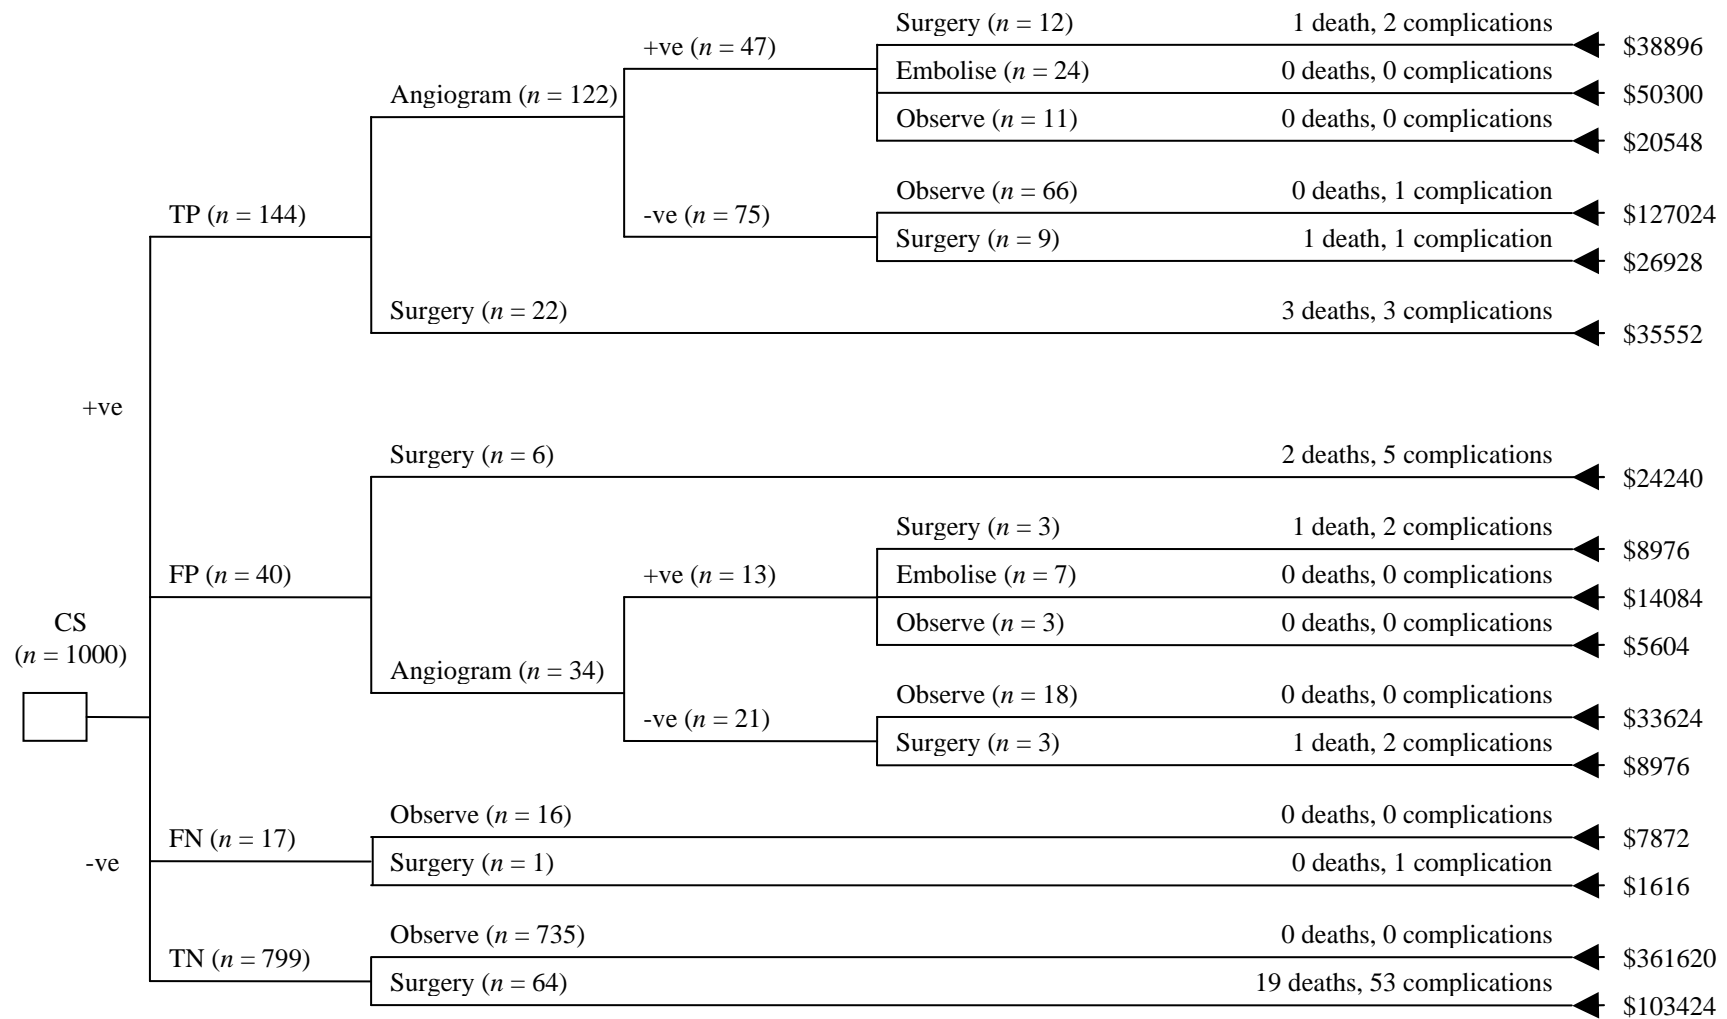 Surgery (n = 12) 1 death, 2 complications
$38896
+ve (n = 47)
Embolise (n = 24) 0 deaths, 0 complications
$50300
Angiogram (n = 122)
Observe (n = 11) 0 deaths, 0 complications
$20548
Observe (n = 66) 0 deaths, 1 complication
$127024
TP (n = 144)
-ve (n = 75)
Surgery (n = 9) 1 death, 1 complication
$26928
Surgery (n = 22) 3 deaths, 3 complications
$35552
+ve
Surgery (n = 6) 2 deaths, 5 complications
$24240
Surgery (n = 3) 1 death, 2 complications
$8976
FP (n = 40)
+ve (n = 13)
Embolise (n = 7) 0 deaths, 0 complications
$14084
CS
(n = 1000)
Observe (n = 3) 0 deaths, 0 complications
$5604
Angiogram (n = 34)
Observe (n = 18) 0 deaths, 0 complications
$33624
-ve (n = 21)
Surgery (n = 3) 1 death, 2 complications
$8976
Observe (n = 16) 0 deaths, 0 complications
$7872
FN (n = 17)
-ve
Surgery (n = 1) 0 deaths, 1 complication
$1616
Observe (n = 735) 0 deaths, 0 complications
$361620
TN (n = 799)
Surgery (n = 64) 19 deaths, 53 complications
$103424